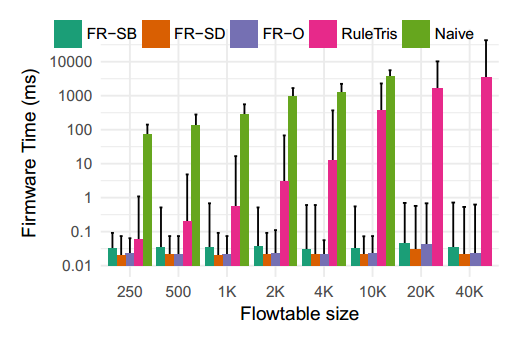 FR−SB FR−SD FR−O RuleTris Naive
Firmware Time (ms)
10000
1000
100
10
1
0.1
0.01
250 500 1K 2K 4K 10K 20K 40K
Flowtable size